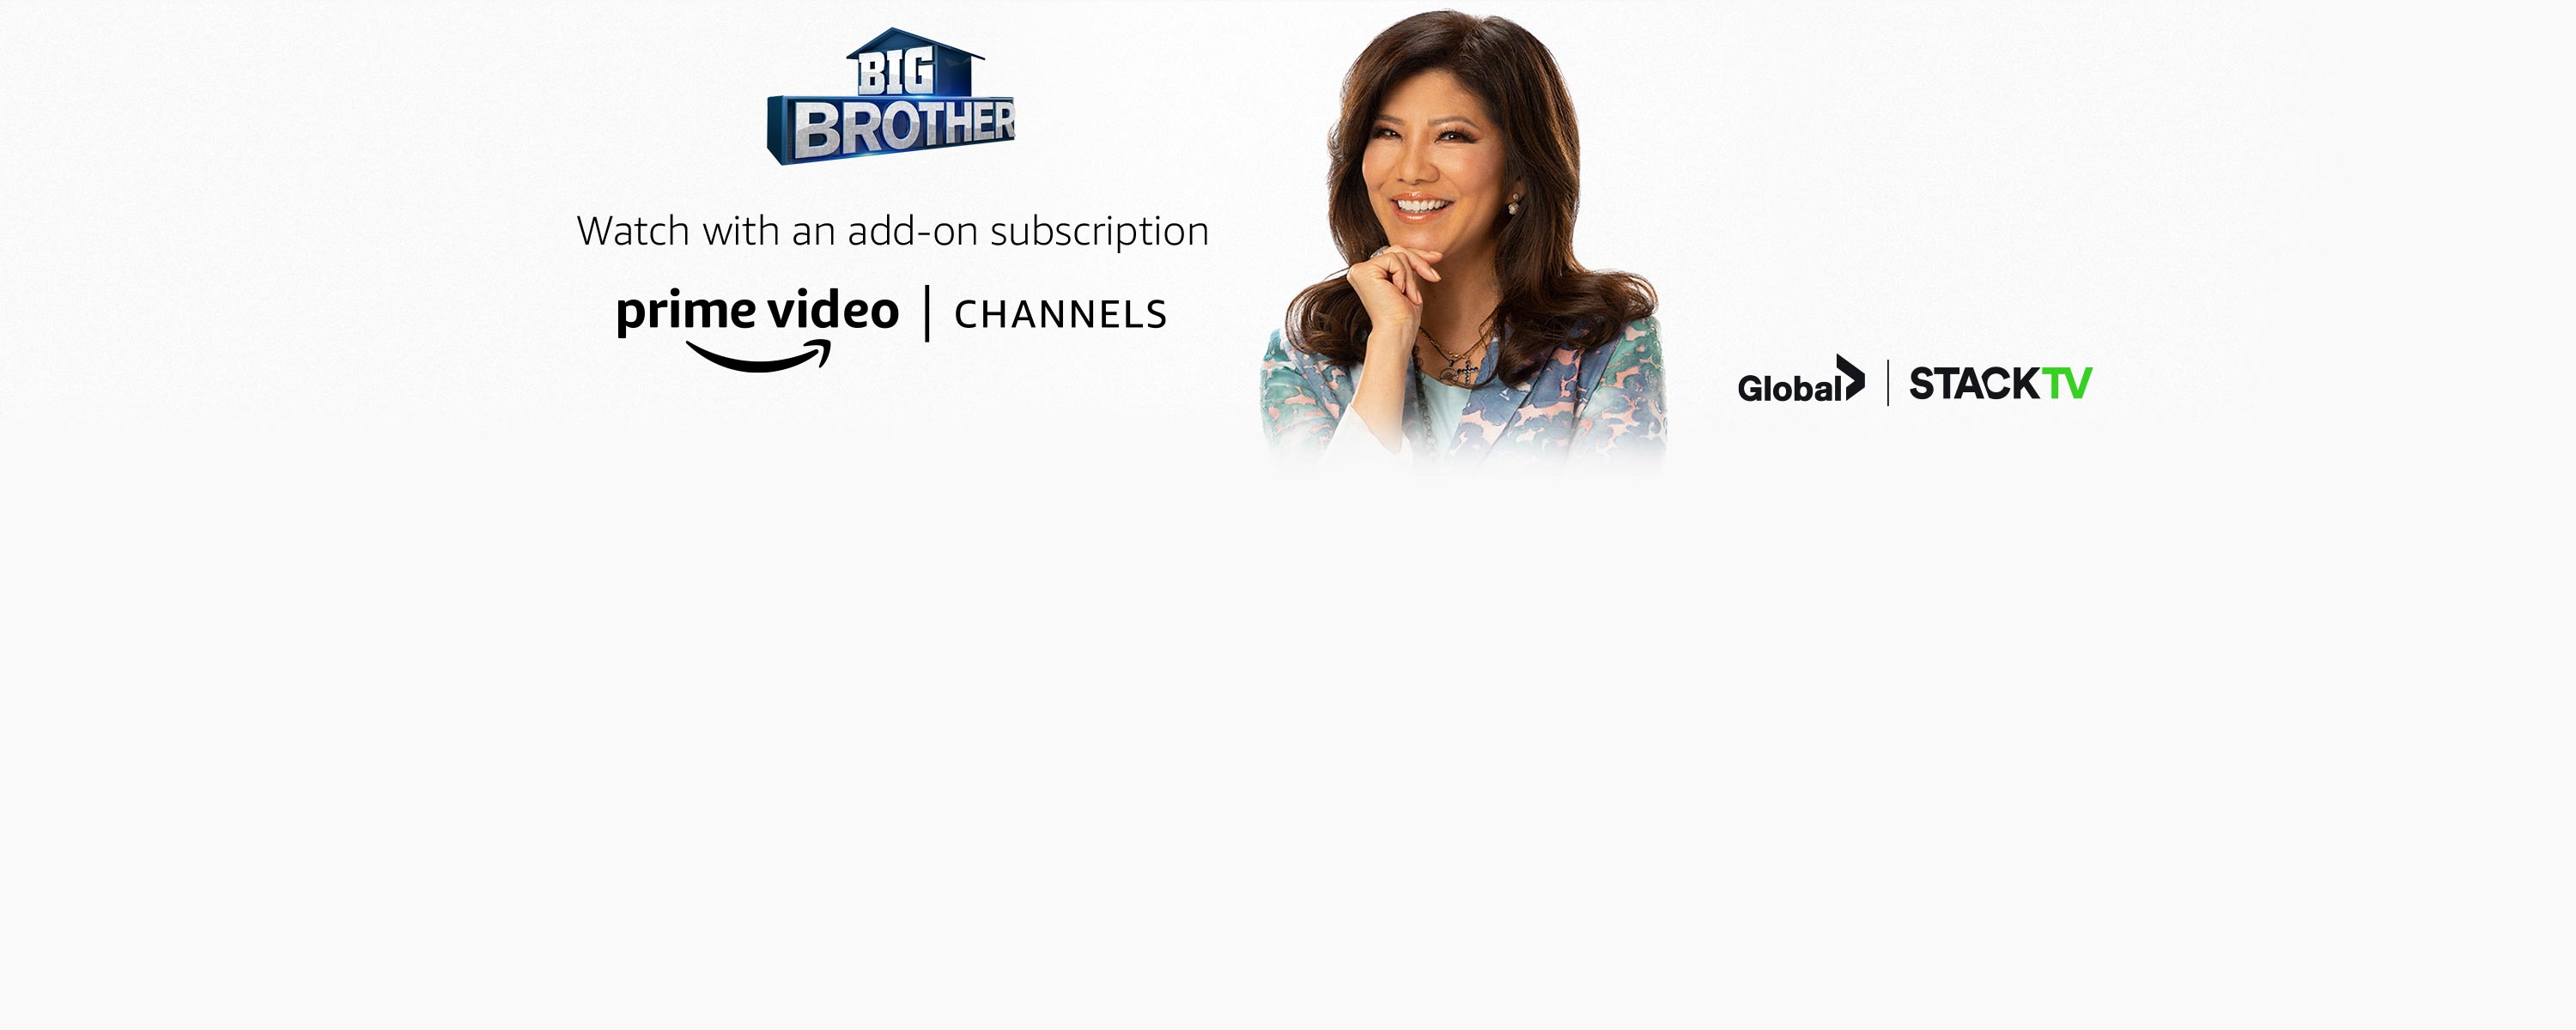 BIG
BROTHER
Watch with an add-on subscription
prime video | CHANNELS
Global | STACKTV